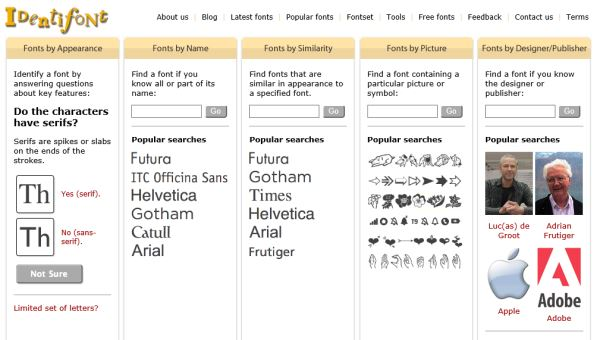 IDentifont
About us | Blog | Latest fonts | Popular fonts | Fontset | Tools | Free fonts | Feedback | Contact us | Terms
Fonts by Appearance
Identify a font by
answering questions
about key features:
Do the characters
have serifs?
Serifs are spikes or slabs
on the ends of the
strokes.
Th
Yes (serif).
Th
No (sans-
serif).
Not Sure
Limited set of letters?
Fonts by Name
Find a font if you
know all or part of its
name:
Go
Popular searches
Futura
ITC Officina Sans
Helvetica
Gotham
Catull
Arial
Fonts by Similarity
Find fonts that are
similar in appearance to
a specified font.
Go
Popular searches
Futura
Gotham
Times
Helvetica
Arial
Frutiger
Fonts by Picture
Find a font containing a
particular picture or
symbol:
Go
Popular searches
Fonts by Designer/Publisher
Find a font if you know
the designer or
publisher:
Go
Popular searches
Luc(as) de
Groot
Adrian
Frutiger
Apple
Adobe
Adobe